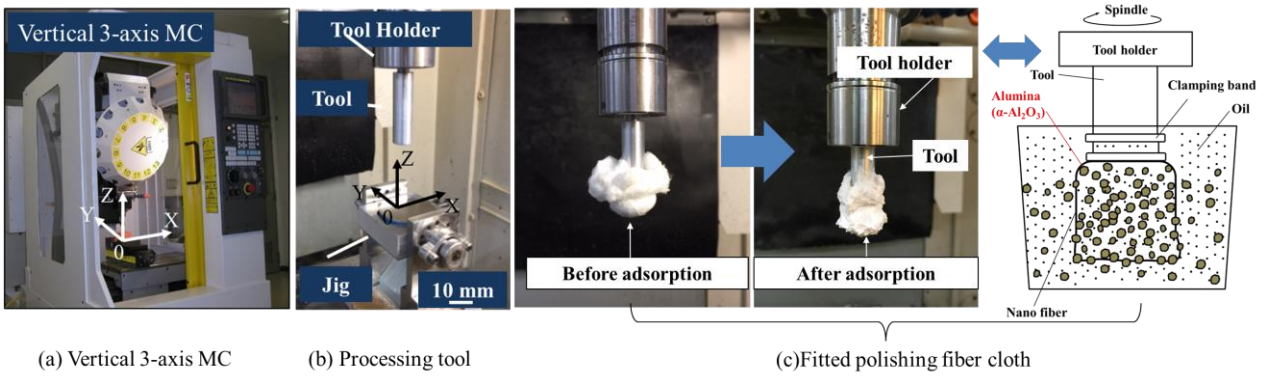 Vertical 3-axis MC
Z
Y
X
0
Tool Holder
Tool
Z
Y
X
0
Jig
10 mm
Before adsorption
Tool holder
Tool
After adsorption
Spindle
Tool holder
Tool
Clamping band
Alumina
(α-Al₂O₃)
Oil
Nano fiber
(a) Vertical 3-axis MC
(b) Processing tool
(c)Fitted polishing fiber cloth